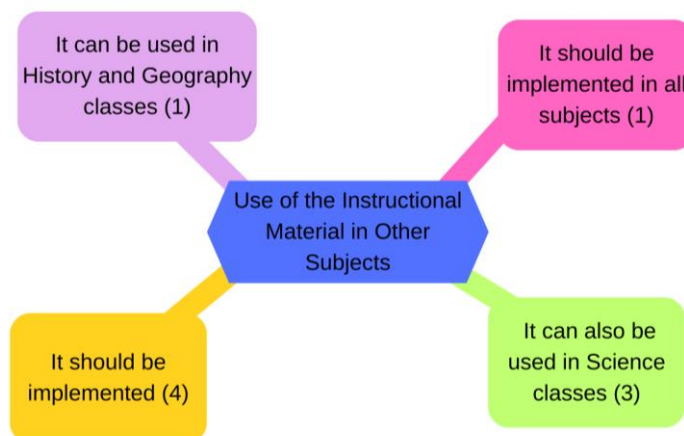 It can be used in
History and Geography
classes (1)
It should be
implemented in all
subjects (1)
Use of the Instructional
Material in Other
Subjects
It should be
implemented (4)
It can also be
used in Science
classes (3)